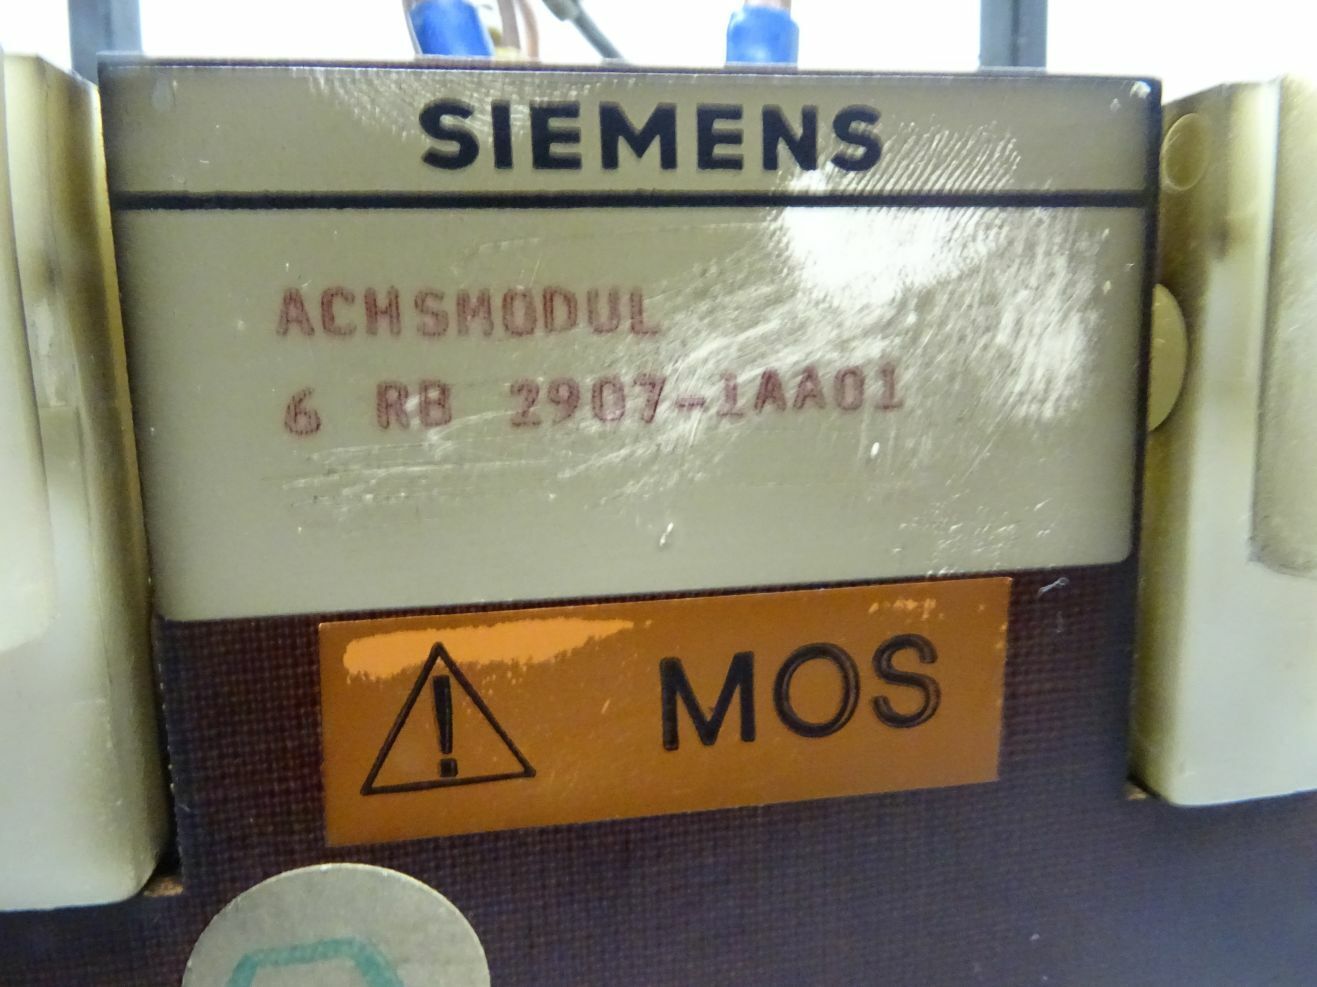 SIEMENS
ACHSMODUL
6 RB 2907-1AA01
MOS